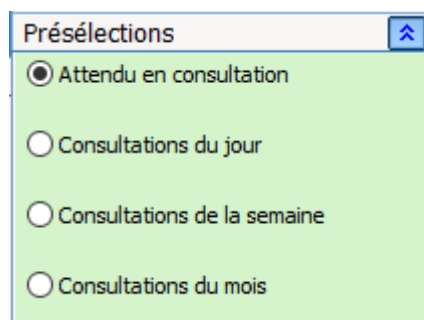 Présélections
Attendu en consultation
Consultations du jour
Consultations de la semaine
Consultations du mois